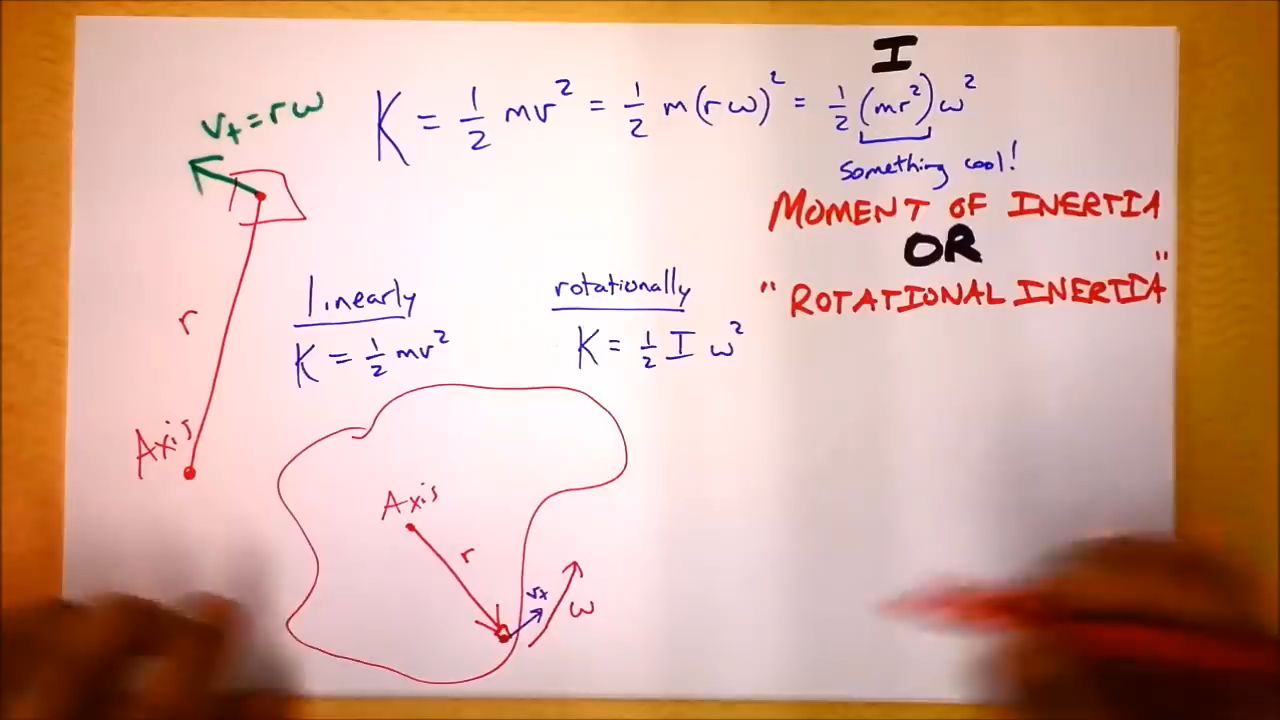 I
K = 1/2 mv² = 1/2 m(rω)² = 1/2 (mr²) ω²
something cool!
MOMENT OF INERTIA
OR
"ROTATIONAL INERTIA"
vₜ = rω
r
Axis
linearly
K = 1/2 mv²
rotationally
K = 1/2 I ω²
Axis
r
vₜ
ω